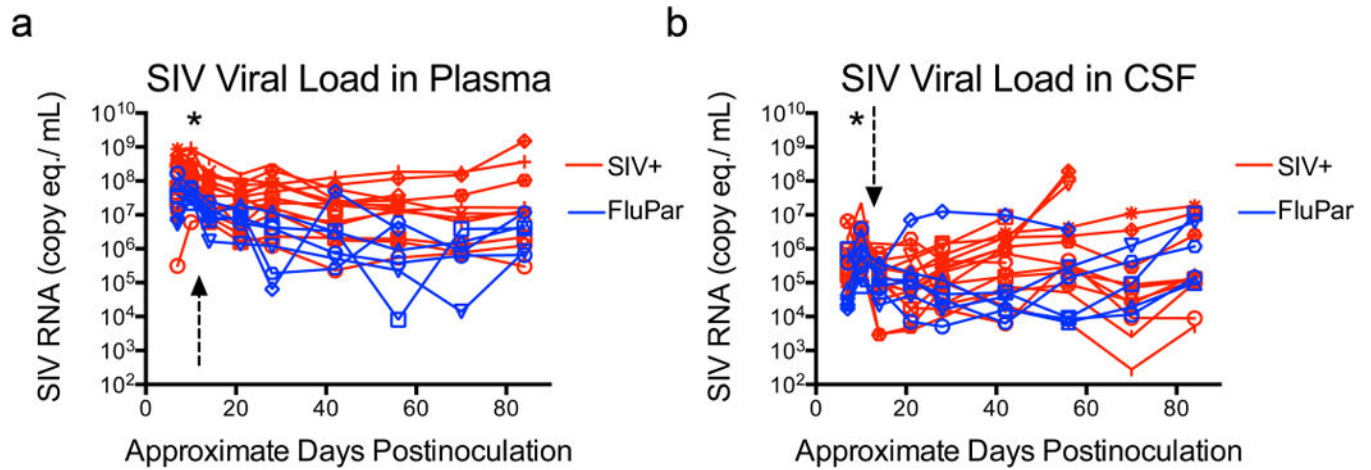 a
SIV Viral Load in Plasma
SIV RNA (copy eq./ mL)
10^10
10^9
10^8
10^7
10^6
10^5
10^4
10^3
10^2
*
SIV+
FluPar
0 20 40 60 80
Approximate Days Postinoculation
b
SIV Viral Load in CSF
SIV RNA (copy eq./ mL)
10^10
10^9
10^8
10^7
10^6
10^5
10^4
10^3
10^2
*
SIV+
FluPar
0 20 40 60 80
Approximate Days Postinoculation